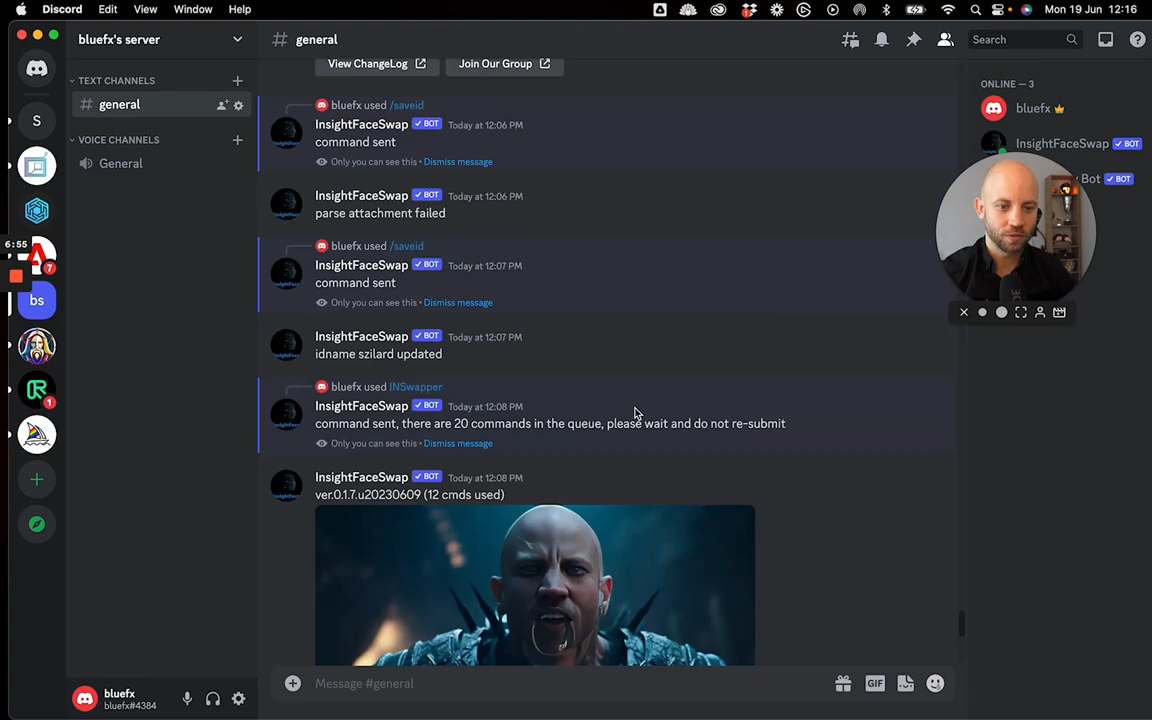 Discord Edit View Window Help
Mon 19 Jun 12:16
bluefx's server
general
Search
TEXT CHANNELS
general
VOICE CHANNELS
General
S
6:55
7
bs
1
View ChangeLog
Join Our Group
bluefx used /saveid
InsightFaceSwap BOT Today at 12:06 PM
command sent
Only you can see this • Dismiss message
InsightFaceSwap BOT Today at 12:06 PM
parse attachment failed
bluefx used /saveid
InsightFaceSwap BOT Today at 12:07 PM
command sent
Only you can see this • Dismiss message
InsightFaceSwap BOT Today at 12:07 PM
idname szilard updated
bluefx used INSwapper
InsightFaceSwap BOT Today at 12:08 PM
command sent, there are 20 commands in the queue, please wait and do not re-submit
Only you can see this • Dismiss message
InsightFaceSwap BOT Today at 12:08 PM
ver.0.1.7.u20230609 (12 cmds used)
Message #general
GIF
ONLINE — 3
bluefx
InsightFaceSwap BOT
Bot BOT
bluefx
bluefx#4384